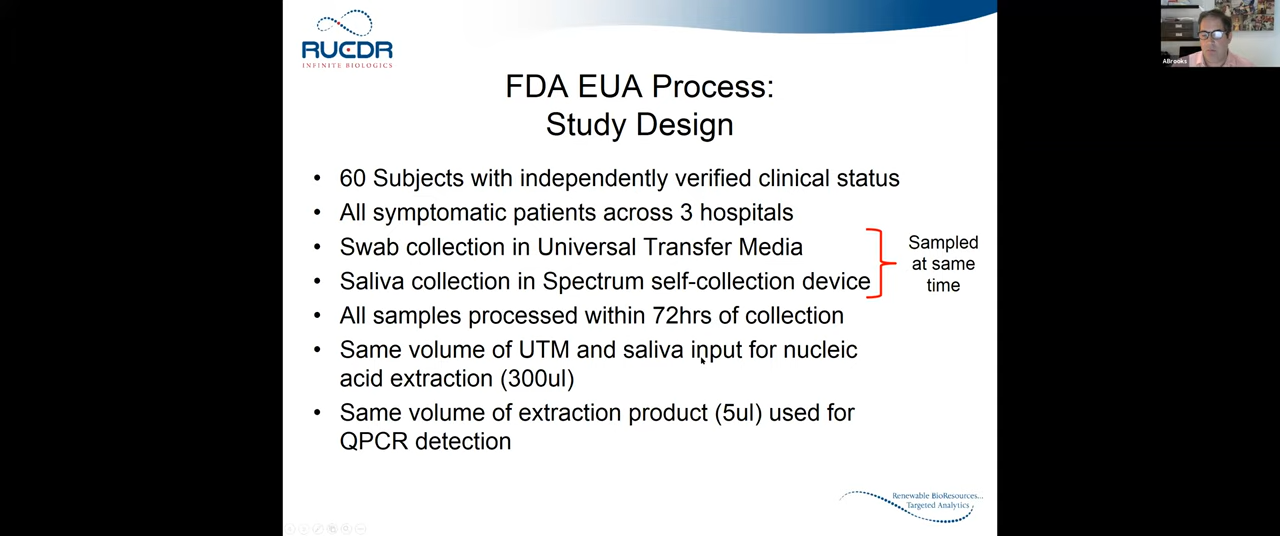 RUCDR
INFINITE BIOLOGICS
ABrooks
FDA EUA Process:
Study Design
• 60 Subjects with independently verified clinical status
• All symptomatic patients across 3 hospitals
• Swab collection in Universal Transfer Media
• Saliva collection in Spectrum self-collection device
Sampled
at same
time
• All samples processed within 72hrs of collection
• Same volume of UTM and saliva input for nucleic
acid extraction (300ul)
• Same volume of extraction product (5ul) used for
QPCR detection
Renewable BioResources...
Targeted Analytics